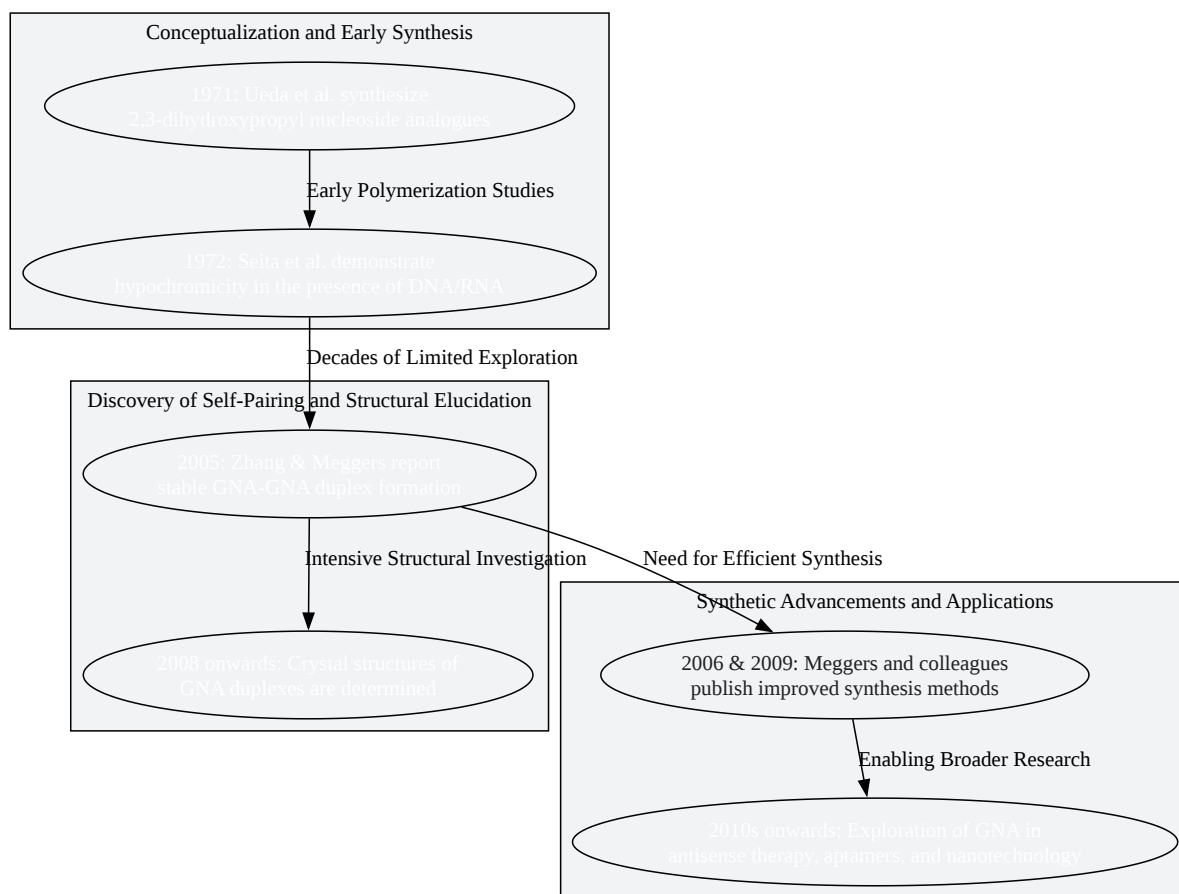 Conceptualization and Early Synthesis
1971: Ueda et al. synthesize
2,3-dihydroxypropyl nucleoside analogues
Early Polymerization Studies
1972: Seita et al. demonstrate
hypochromicity in the presence of DNA/RNA
Decades of Limited Exploration
Discovery of Self-Pairing and Structural Elucidation
2005: Zhang & Meggers report
stable GNA-GNA duplex formation
Intensive Structural Investigation
Need for Efficient Synthesis
2008 onwards: Crystal structures of
GNA duplexes are determined
Synthetic Advancements and Applications
2006 & 2009: Meggers and colleagues
publish improved synthesis methods
Enabling Broader Research
2010s onwards: Exploration of GNA in
antisense therapy, aptamers, and nanotechnology